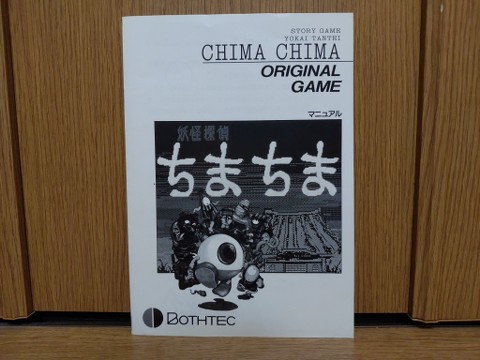 STORY GAME
YOKAI TANTEI
CHIMA CHIMA
ORIGINAL
GAME
マニュアル
妖怪探偵
ちまちま
BOTHTEC